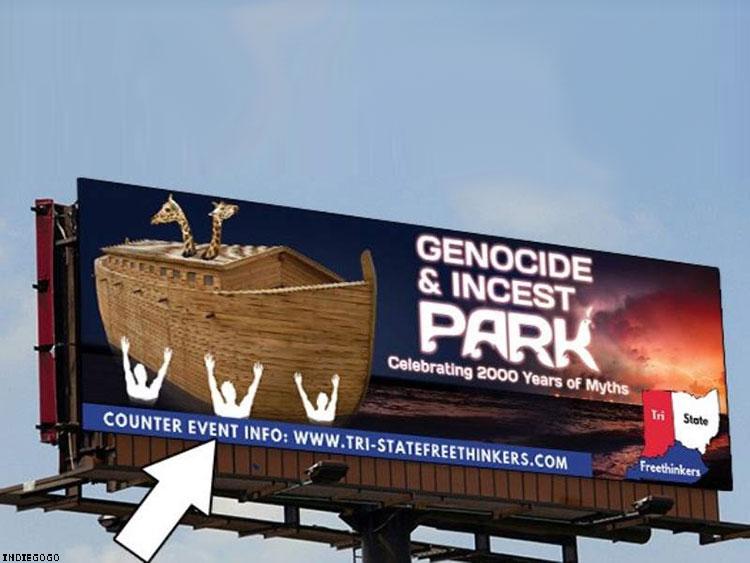 GENOCIDE
& INCEST
PARK
Celebrating 2000 Years of Myths
COUNTER EVENT INFO: WWW.TRI-STATEFREETHINKERS.COM
Tri State
Freethinkers
INDIEGOGO